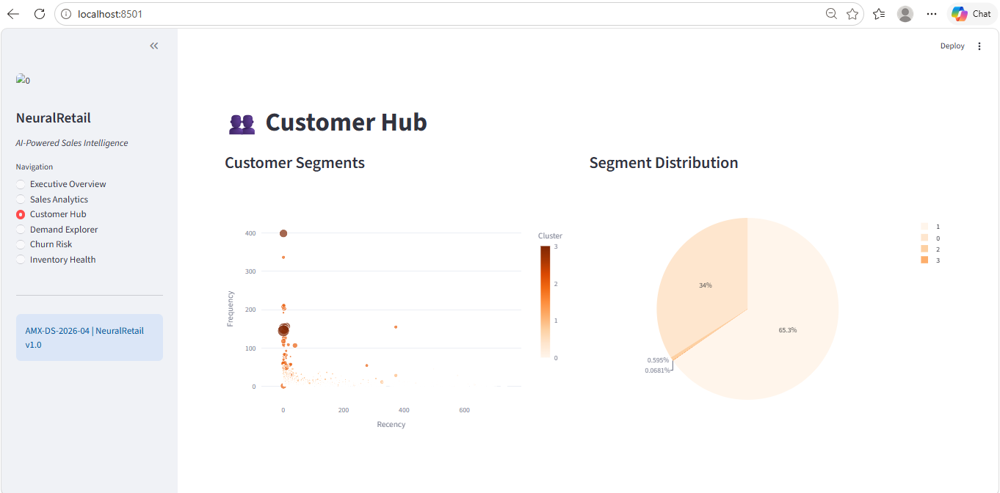 localhost:8501
Chat
Deploy
0
NeuralRetail
AI-Powered Sales Intelligence
Navigation
Executive Overview
Sales Analytics
Customer Hub
Demand Explorer
Churn Risk
Inventory Health
AMX-DS-2026-04 | NeuralRetail
v1.0
Customer Hub
Customer Segments
400
300
200
100
0
Frequency
0
200
400
600
Recency
Cluster
3
2
1
0
Segment Distribution
34%
65.3%
0.595%
0.0681%
1
0
2
3